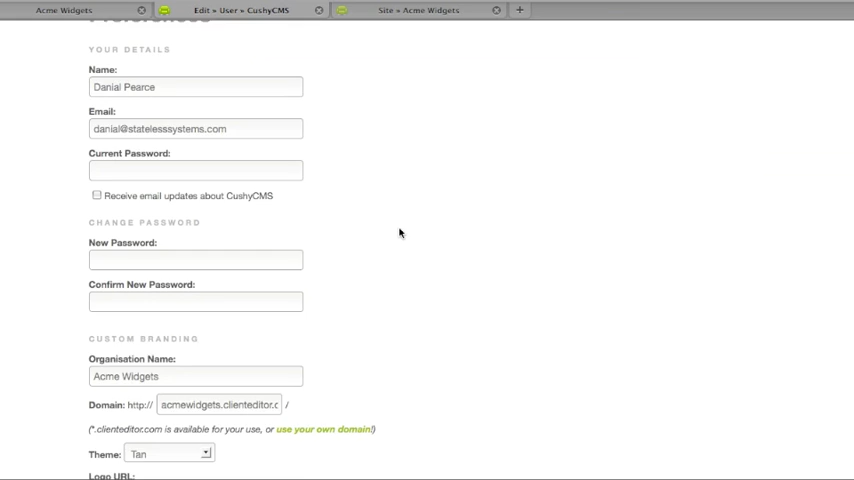 Acme Widgets
Edit » User » CushyCMS
Site » Acme Widgets
Preferences
YOUR DETAILS
Name:
Danial Pearce
Email:
danial@statelesssystems.com
Current Password:
Receive email updates about CushyCMS
CHANGE PASSWORD
New Password:
Confirm New Password:
CUSTOM BRANDING
Organisation Name:
Acme Widgets
Domain: http:// acmewidgets.clienteditor.c /
(*.clienteditor.com is available for your use, or use your own domain!)
Theme: Tan
Logo URL: